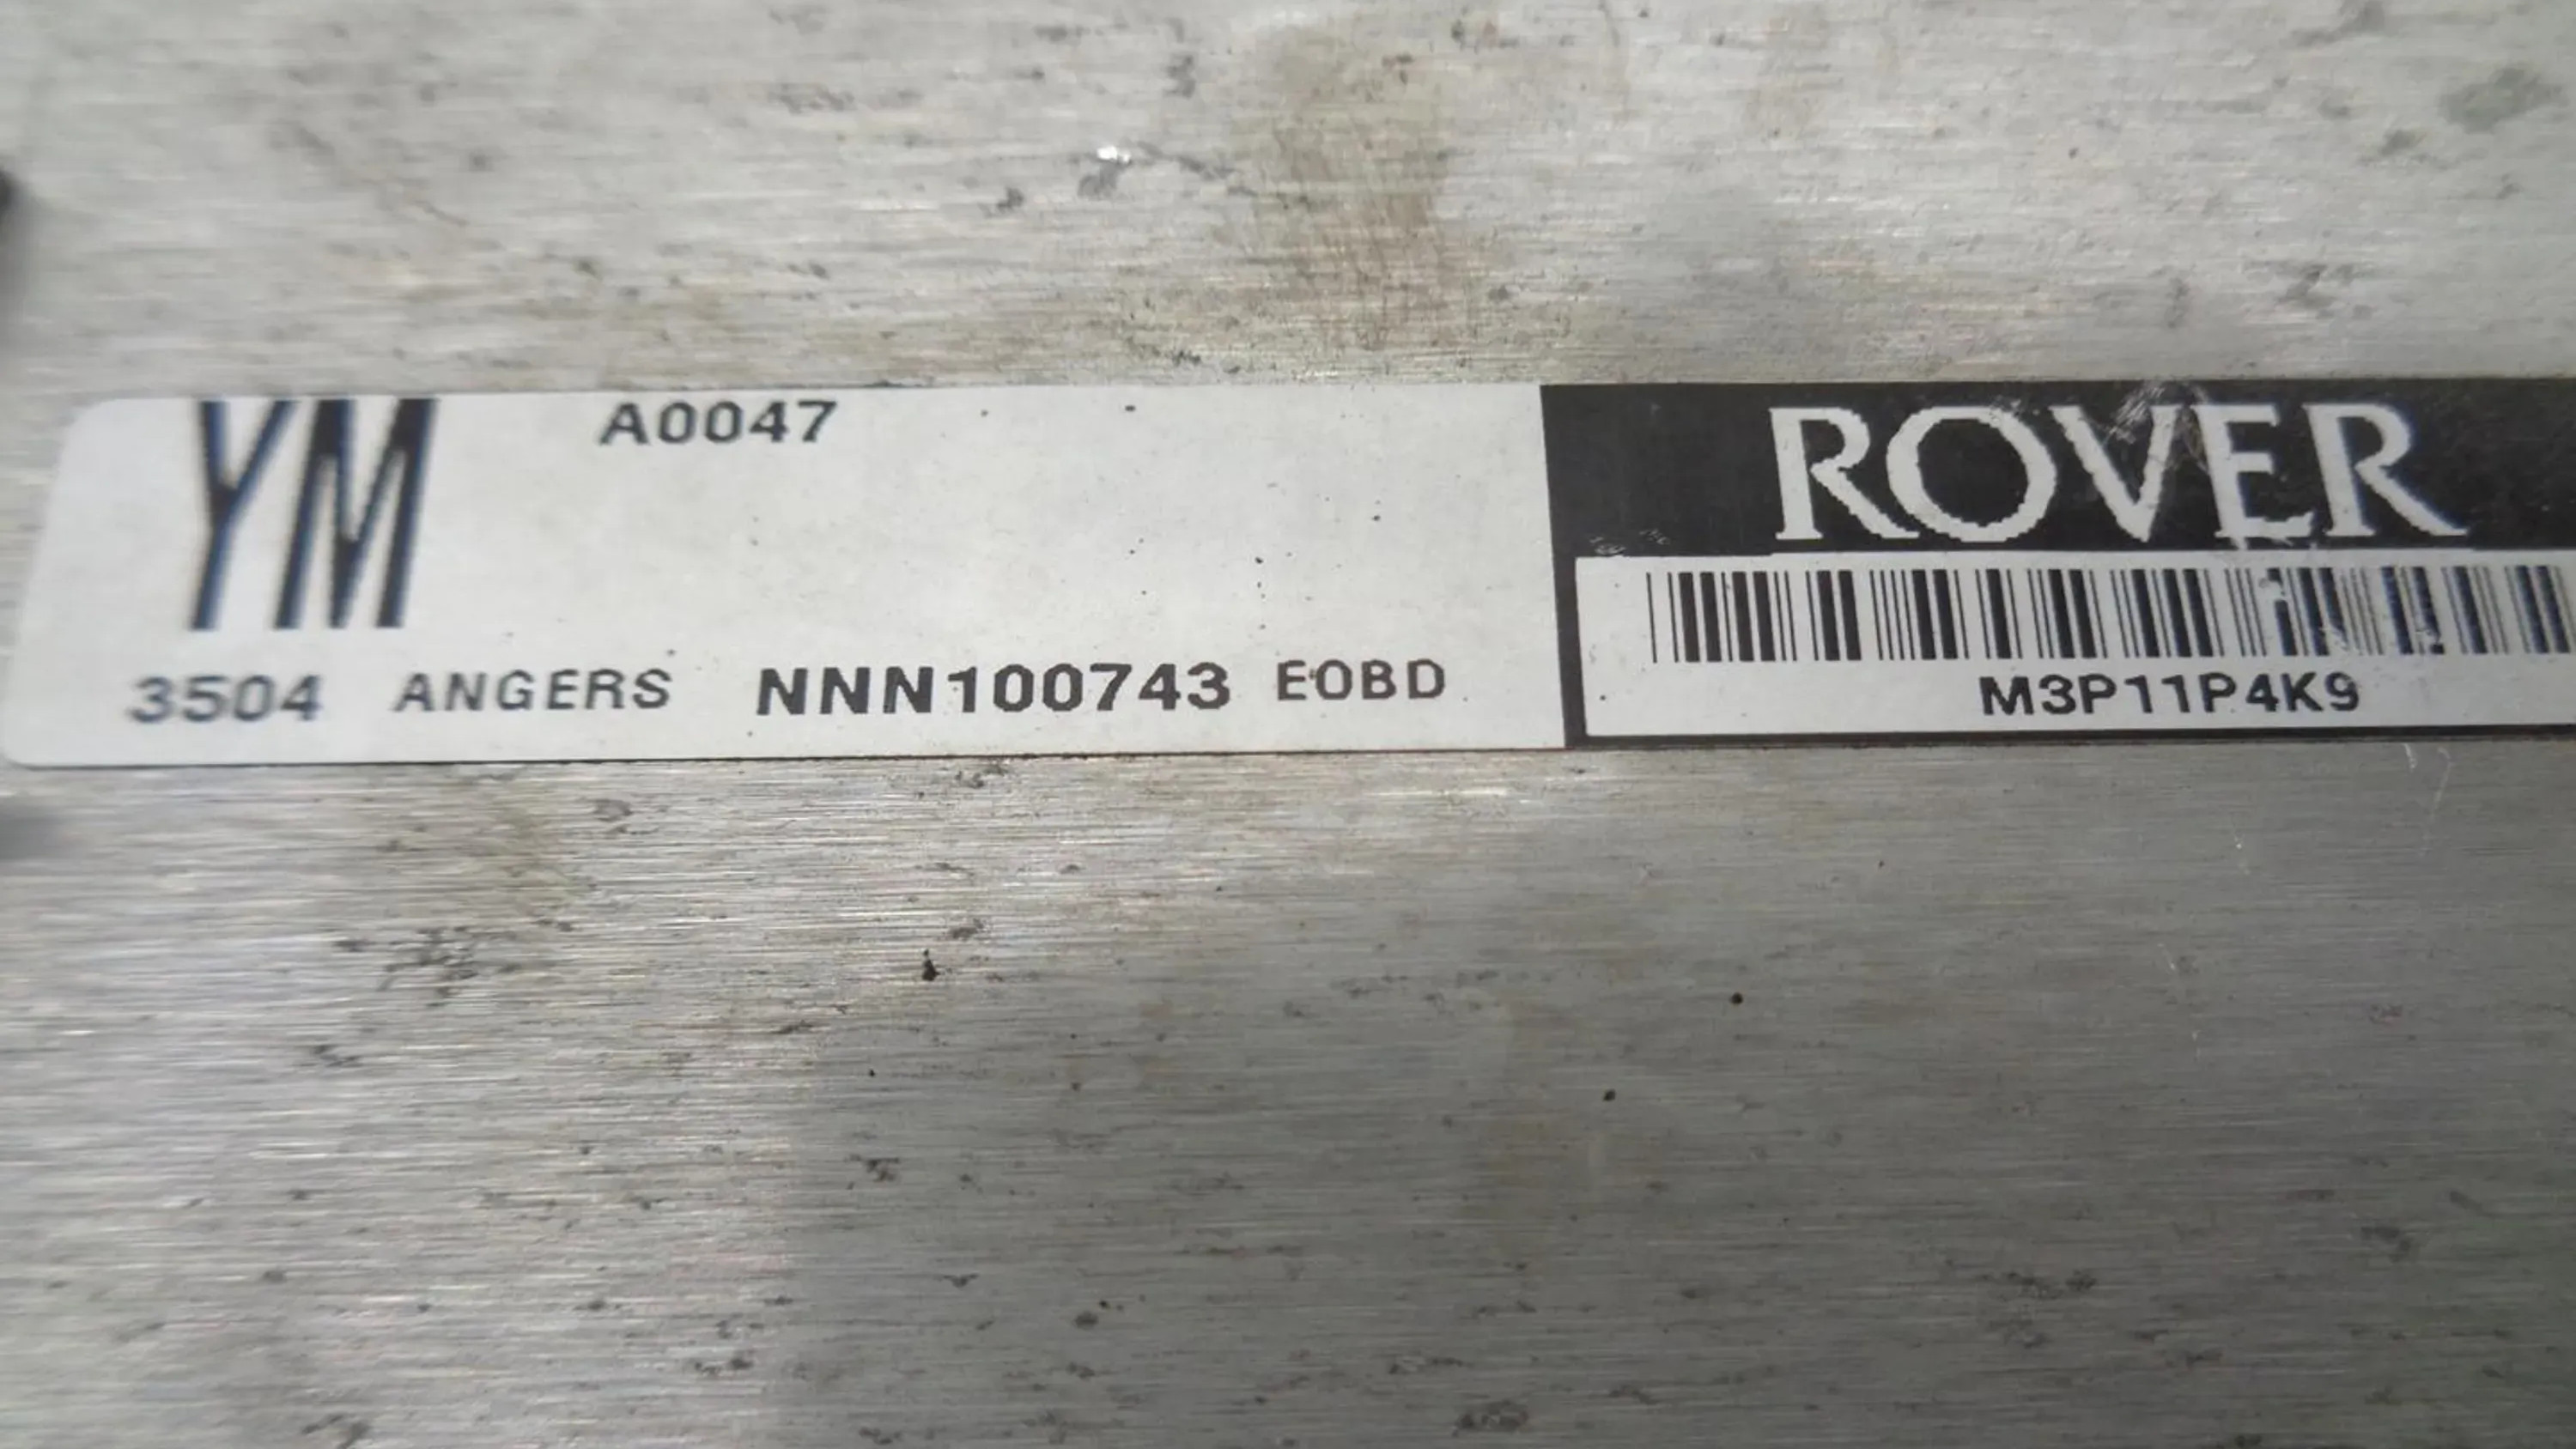 YM A0047
3504 ANGERS NNN100743 EOBD
ROVER
M3P11P4K9